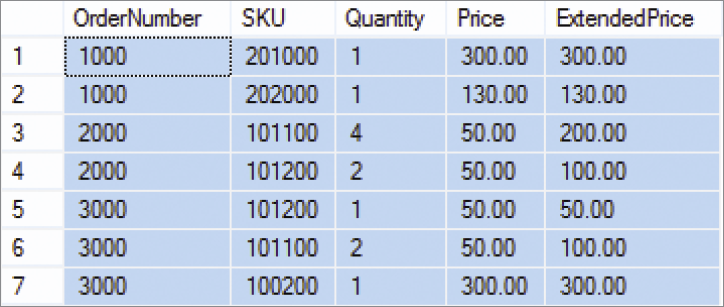 OrderNumber SKU Quantity Price ExtendedPrice
1 1000 201000 1 300.00 300.00
2 1000 202000 1 130.00 130.00
3 2000 101100 4 50.00 200.00
4 2000 101200 2 50.00 100.00
5 3000 101200 1 50.00 50.00
6 3000 101100 2 50.00 100.00
7 3000 100200 1 300.00 300.00